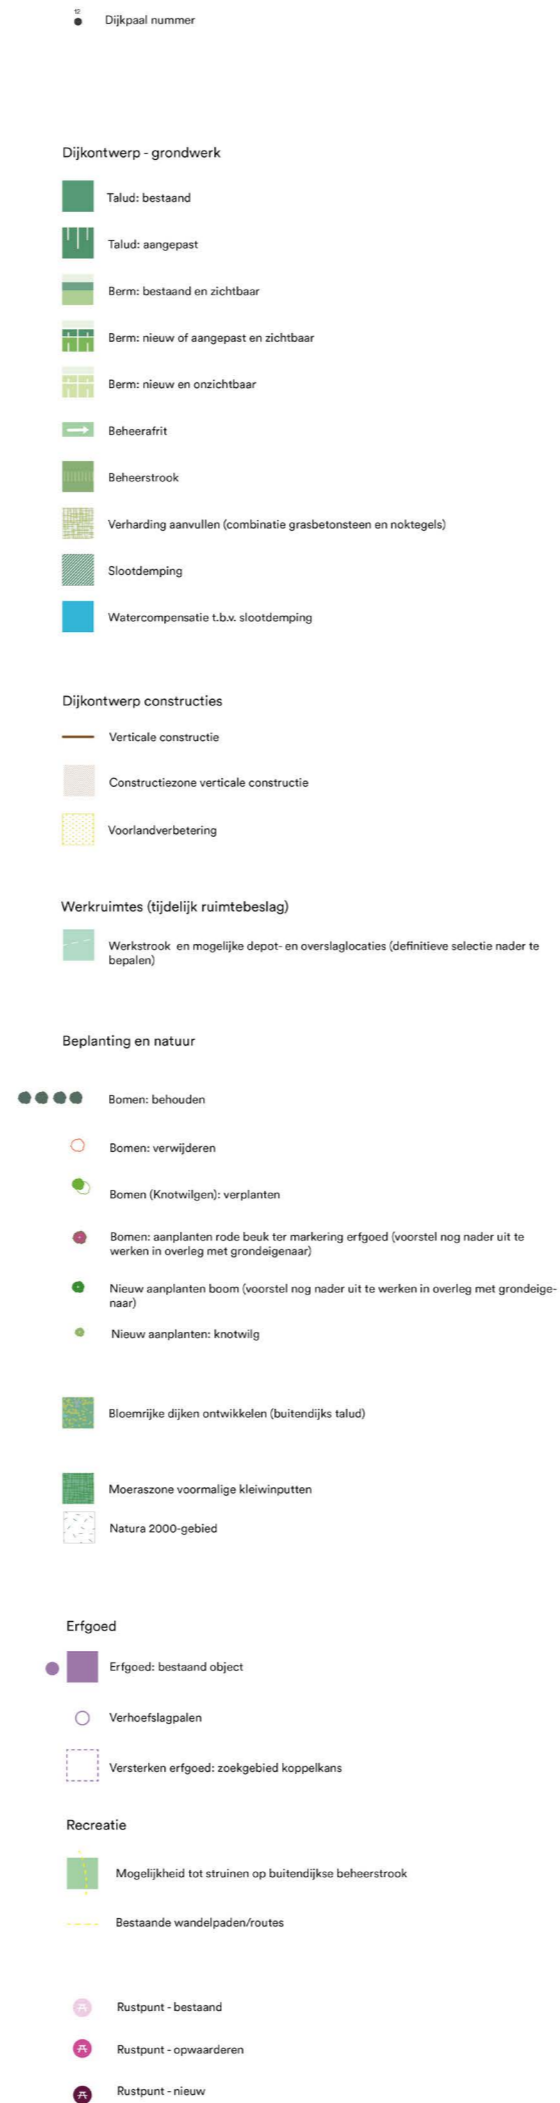 12
Dijkpaal nummer
Dijkontwerp - grondwerk
Talud: bestaand
Talud: aangepast
Berm: bestaand en zichtbaar
Berm: nieuw of aangepast en zichtbaar
Berm: nieuw en onzichtbaar
Beheerafrit
Beheerstrook
Verharding aanvullen (combinatie grasbetonsteen en noktegels)
Slootdemping
Watercompensatie t.b.v. slootdemping
Dijkontwerp constructies
Verticale constructie
Constructiezone verticale constructie
Voorlandverbetering
Werkruimtes (tijdelijk ruimtebeslag)
Werkstrook en mogelijke depot- en overslaglocaties (definitieve selectie nader te
bepalen)
Beplanting en natuur
Bomen: behouden
Bomen: verwijderen
Bomen (Knotwilgen): verplanten
Bomen: aanplanten rode beuk ter markering erfgoed (voorstel nog nader uit te
werken in overleg met grondeigenaar)
Nieuw aanplanten boom (voorstel nog nader uit te werken in overleg met grondeige-
naar)
Nieuw aanplanten: knotwilg
Bloemrijke dijken ontwikkelen (buitendijks talud)
Moeraszone voormalige kleiwinputten
Natura 2000-gebied
Erfgoed
Erfgoed: bestaand object
Verhoefslagpalen
Versterken erfgoed: zoekgebied koppelkans
Recreatie
Mogelijkheid tot struinen op buitendijkse beheerstrook
Bestaande wandelpaden/routes
Rustpunt - bestaand
Rustpunt - opwaarderen
Rustpunt - nieuw